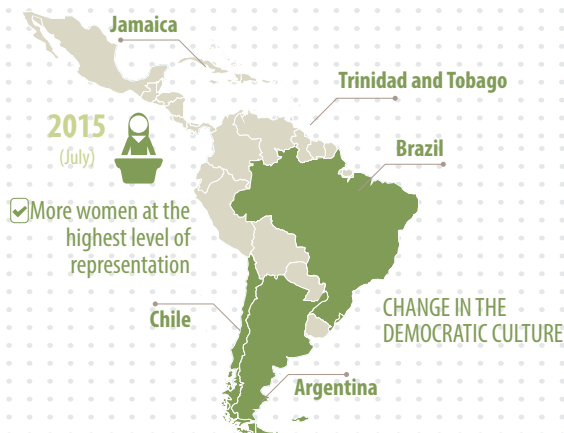 Jamaica
Trinidad and Tobago
2015
(July)
Brazil
More women at the
highest level of
representation
Chile
CHANGE IN THE
DEMOCRATIC CULTURE
Argentina